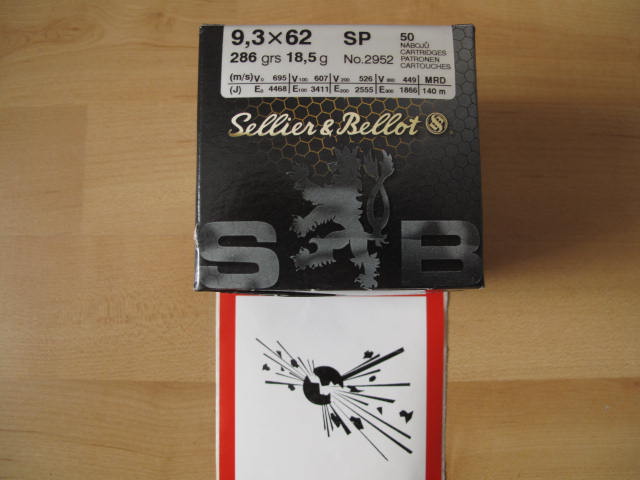 9,3×62 SP 50
NÁBOJŮ
CARTRIDGES
286 grs 18,5 g No.2952 PATRONEN
CARTOUCHES
(m/s) V0 695 V100 607 V200 526 V300 449 MRD
(J) E0 4468 E100 3411 E200 2555 E300 1866 140 m
Sellier & Bellot
S B